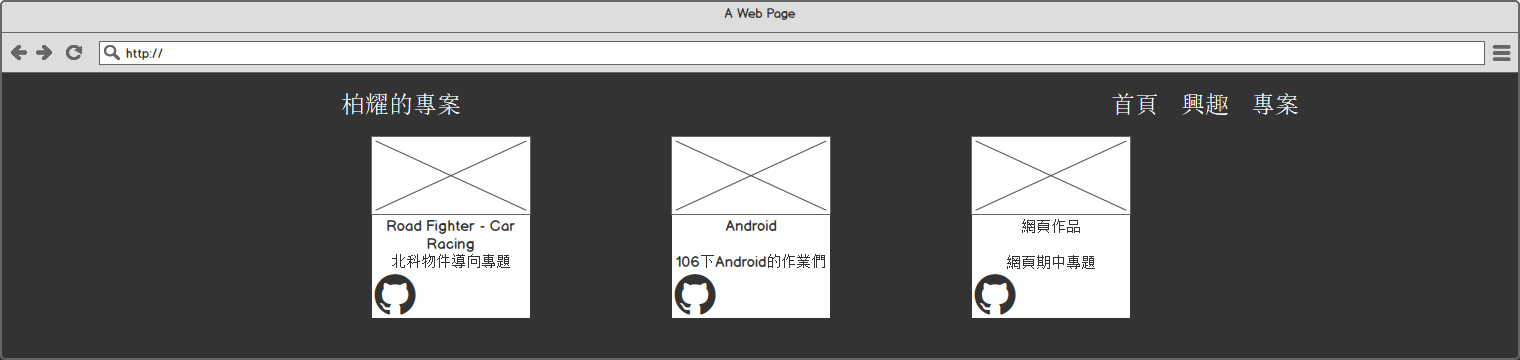 A Web Page
http://
柏耀的專案
首頁 興趣 專案
Road Fighter - Car
Racing
北科物件導向專題
Android
106下Android的作業們
網頁作品
網頁期中專題